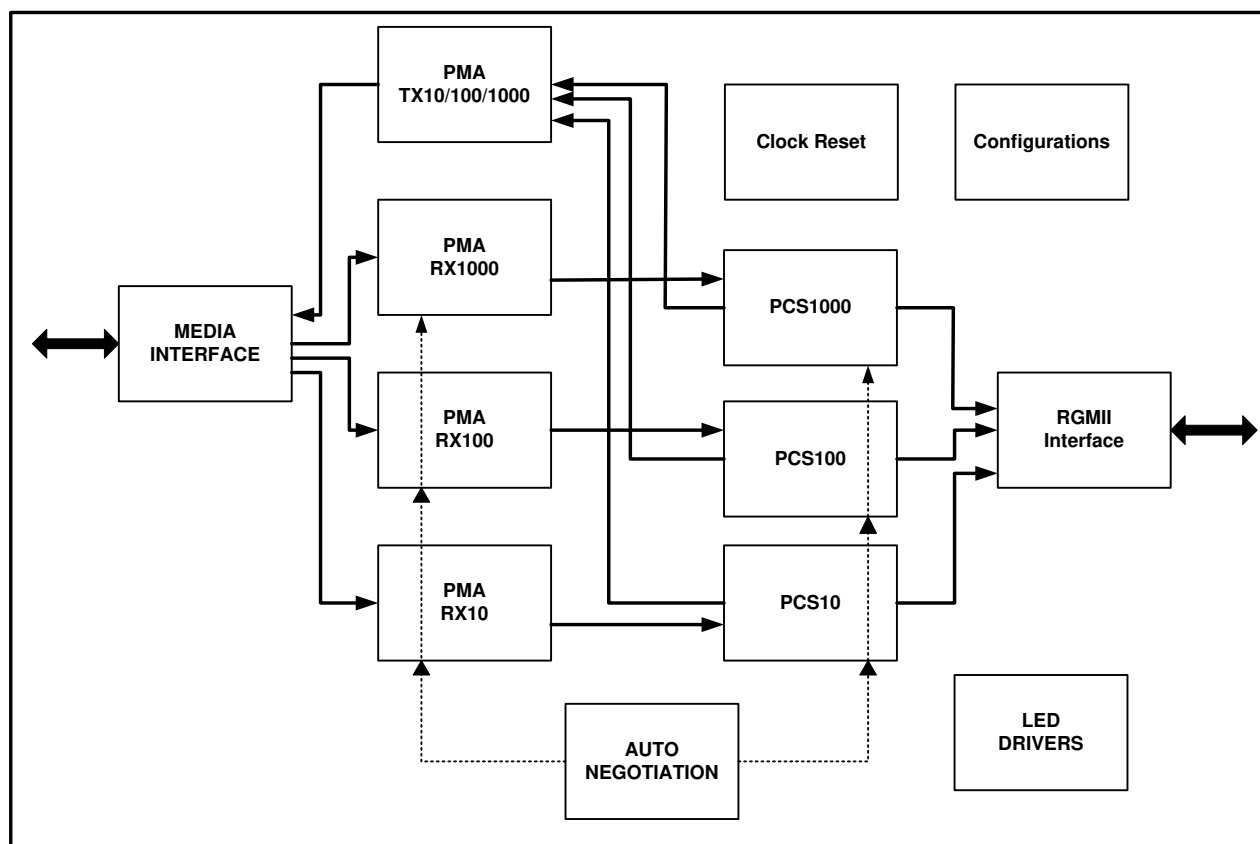 PMA
TX10/100/1000
Clock Reset
Configurations
PMA
RX1000
PCS1000
MEDIA
INTERFACE
PMA
RX100
PCS100
RGMII
Interface
PMA
RX10
PCS10
AUTO
NEGOTIATION
LED
DRIVERS